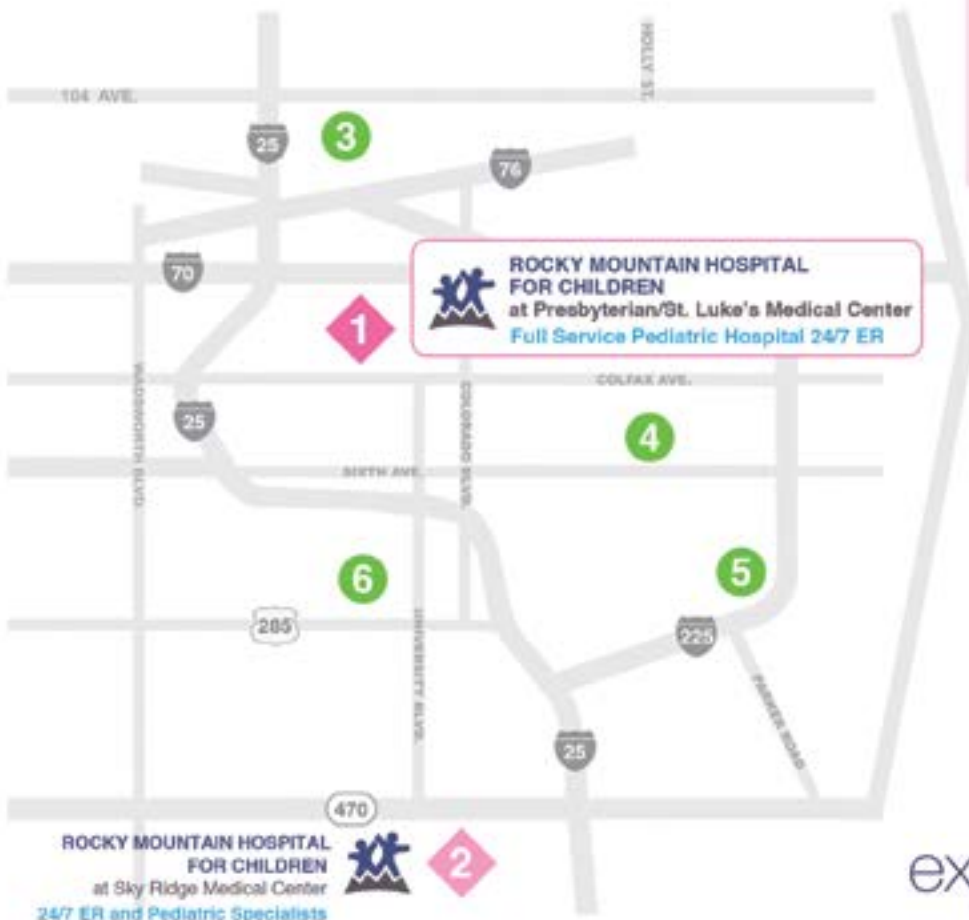 HOLLY ST.
104 AVE.
25
3
76
70
ROCKY MOUNTAIN HOSPITAL
FOR CHILDREN
at Presbyterian/St. Luke's Medical Center
Full Service Pediatric Hospital 24/7 ER
1
WADSWORTH BLVD.
COLFAX AVE.
COLORADO BLVD.
25
4
SIXTH AVE.
6
5
285
UNIVERSITY BLVD.
225
PARKER ROAD
25
470
ROCKY MOUNTAIN HOSPITAL
FOR CHILDREN
at Sky Ridge Medical Center
24/7 ER and Pediatric Specialists
2
ex